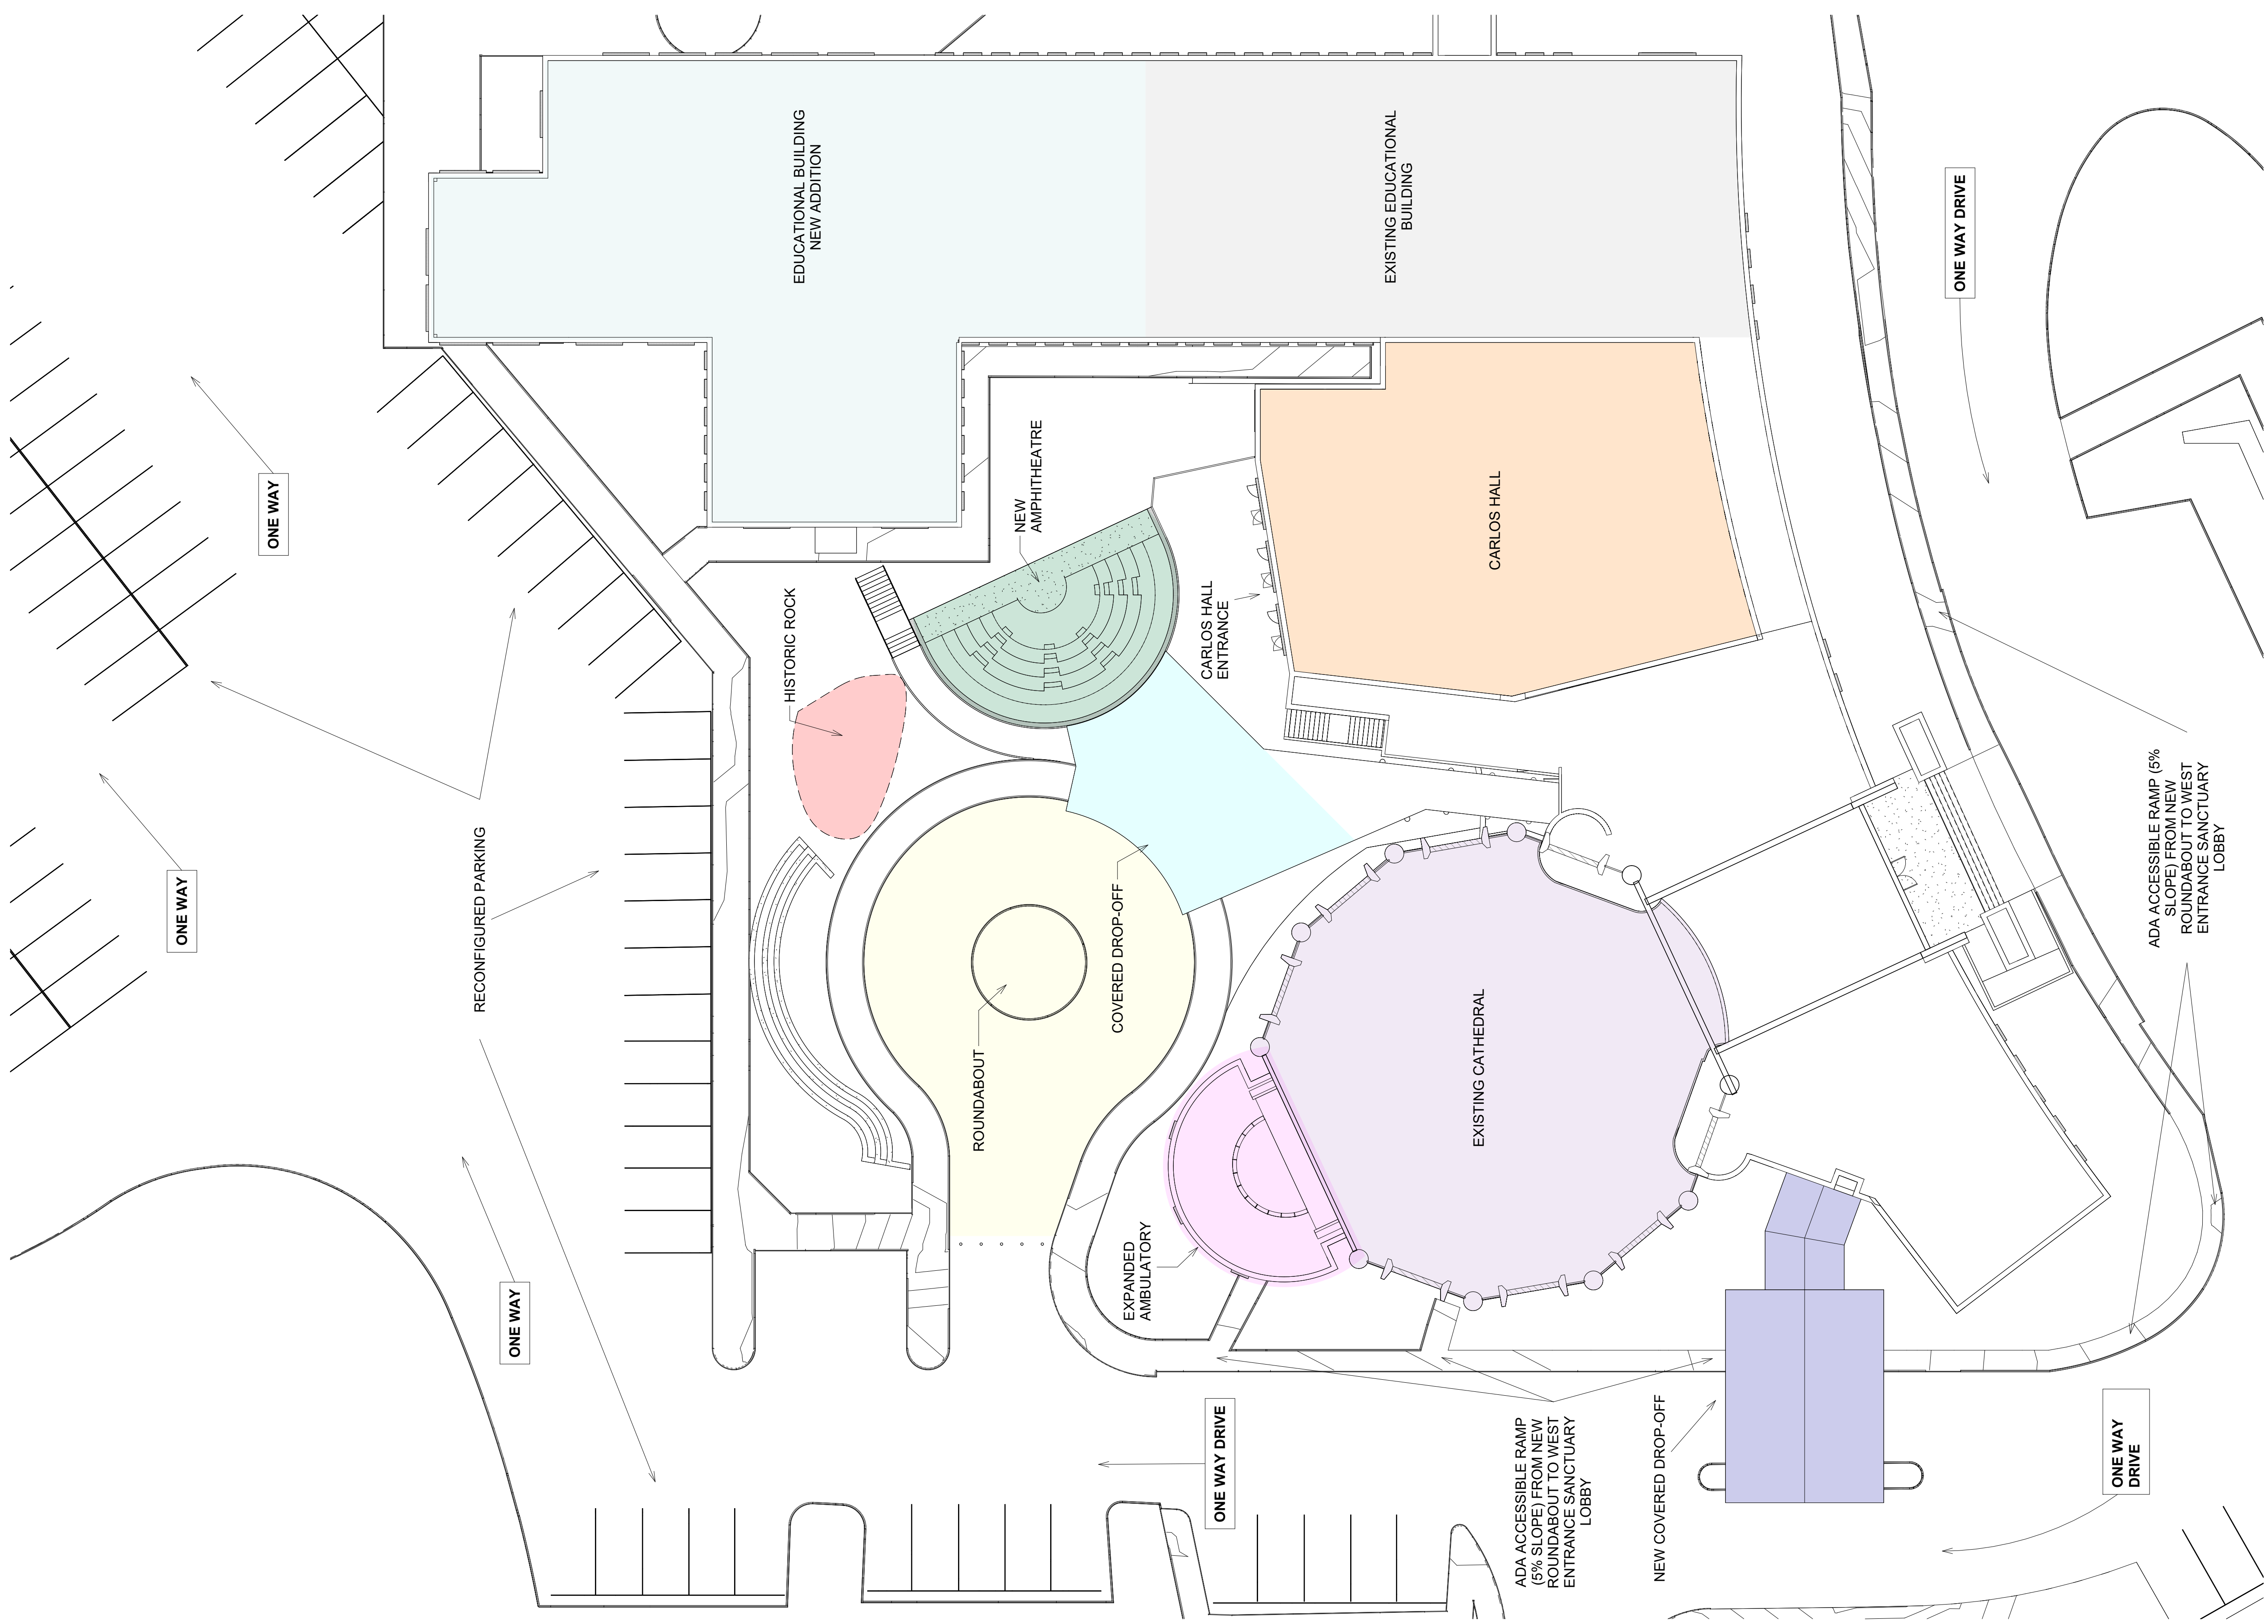 EDUCATIONAL BUILDING
NEW ADDITION
EXISTING EDUCATIONAL
BUILDING
ONE WAY DRIVE
ONE WAY
NEW
AMPHITHEATRE
CARLOS HALL
CARLOS HALL
ENTRANCE
HISTORIC ROCK
ONE WAY
RECONFIGURED PARKING
COVERED DROP-OFF
ROUNDABOUT
EXISTING CATHEDRAL
ADA ACCESSIBLE RAMP (5%
SLOPE) FROM NEW
ROUNDABOUT TO WEST
ENTRANCE SANCTUARY
LOBBY
EXPANDED
AMBULATORY
ONE WAY
ONE WAY DRIVE
ADA ACCESSIBLE RAMP
(5% SLOPE) FROM NEW
ROUNDABOUT TO WEST
ENTRANCE SANCTUARY
LOBBY
NEW COVERED DROP-OFF
ONE WAY
DRIVE